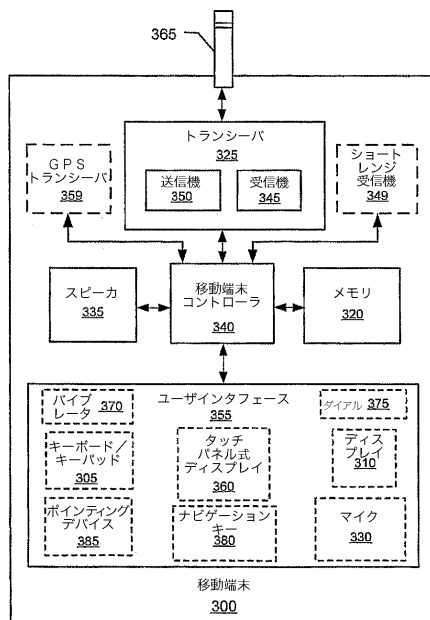 365
トランシーバ
325
送信機
350
受信機
345
GPS
トランシーバ
359
ショート
レンジ
受信機
349
スピーカ
335
移動端末
コントローラ
340
メモリ
320
ユーザインタフェース
355
バイブ
レータ 370
ダイアル 375
キーボード/
キーパッド
305
タッチ
パネル式
ディスプレイ
360
ディス
プレイ
310
ポインティング
デバイス
385
ナビゲーション
キー
380
マイク
330
移動端末
300